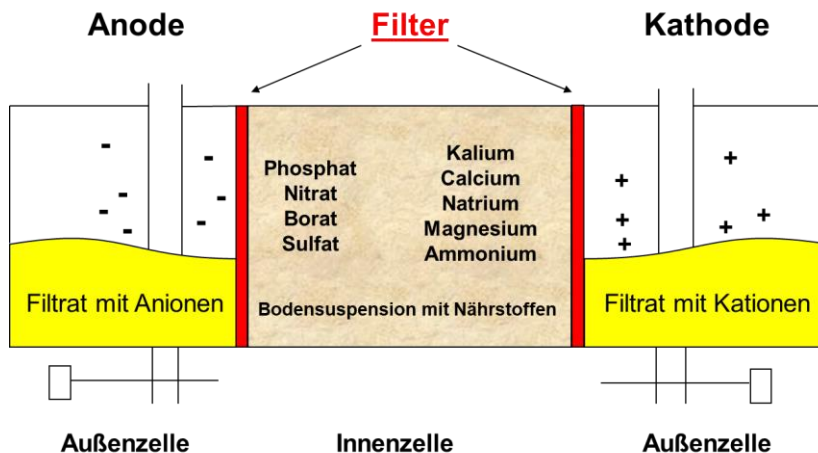 Anode
Filter
Kathode
- - - - - -
+ + + + + +
Phosphat
Nitrat
Borat
Sulfat
Kalium
Calcium
Natrium
Magnesium
Ammonium
Filtrat mit Anionen
Bodensuspension mit Nährstoffen
Filtrat mit Kationen
Außenzelle
Innenzelle
Außenzelle